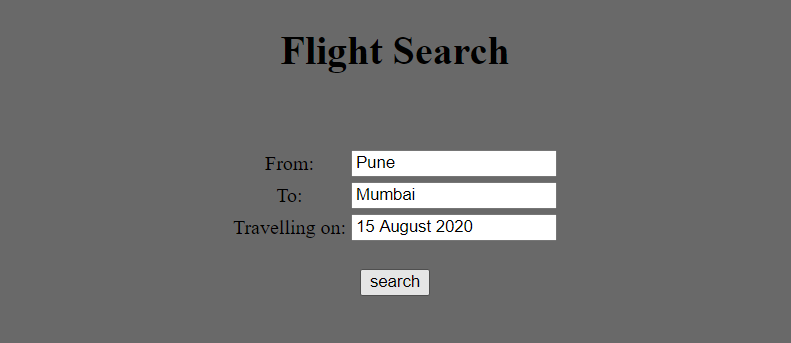 Flight Search
From: Pune
To: Mumbai
Travelling on: 15 August 2020
search